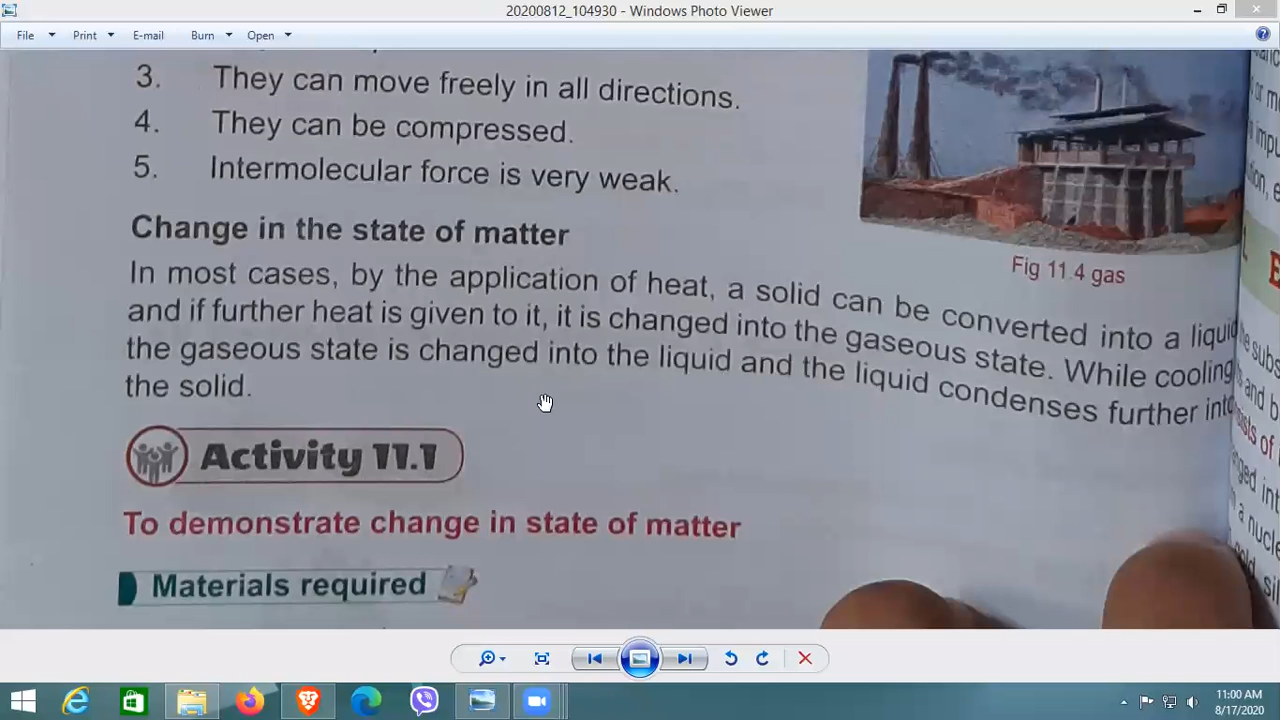 20200812_104930 - Windows Photo Viewer
File Print E-mail Burn Open
3. They can move freely in all directions.
4. They can be compressed.
5. Intermolecular force is very weak.
Fig 11.4 gas
Change in the state of matter
In most cases, by the application of heat, a solid can be converted into a liquid
and if further heat is given to it, it is changed into the gaseous state. While cooling
the gaseous state is changed into the liquid and the liquid condenses further into
the solid.
Activity 11.1
To demonstrate change in state of matter
Materials required
11:00 AM
8/17/2020